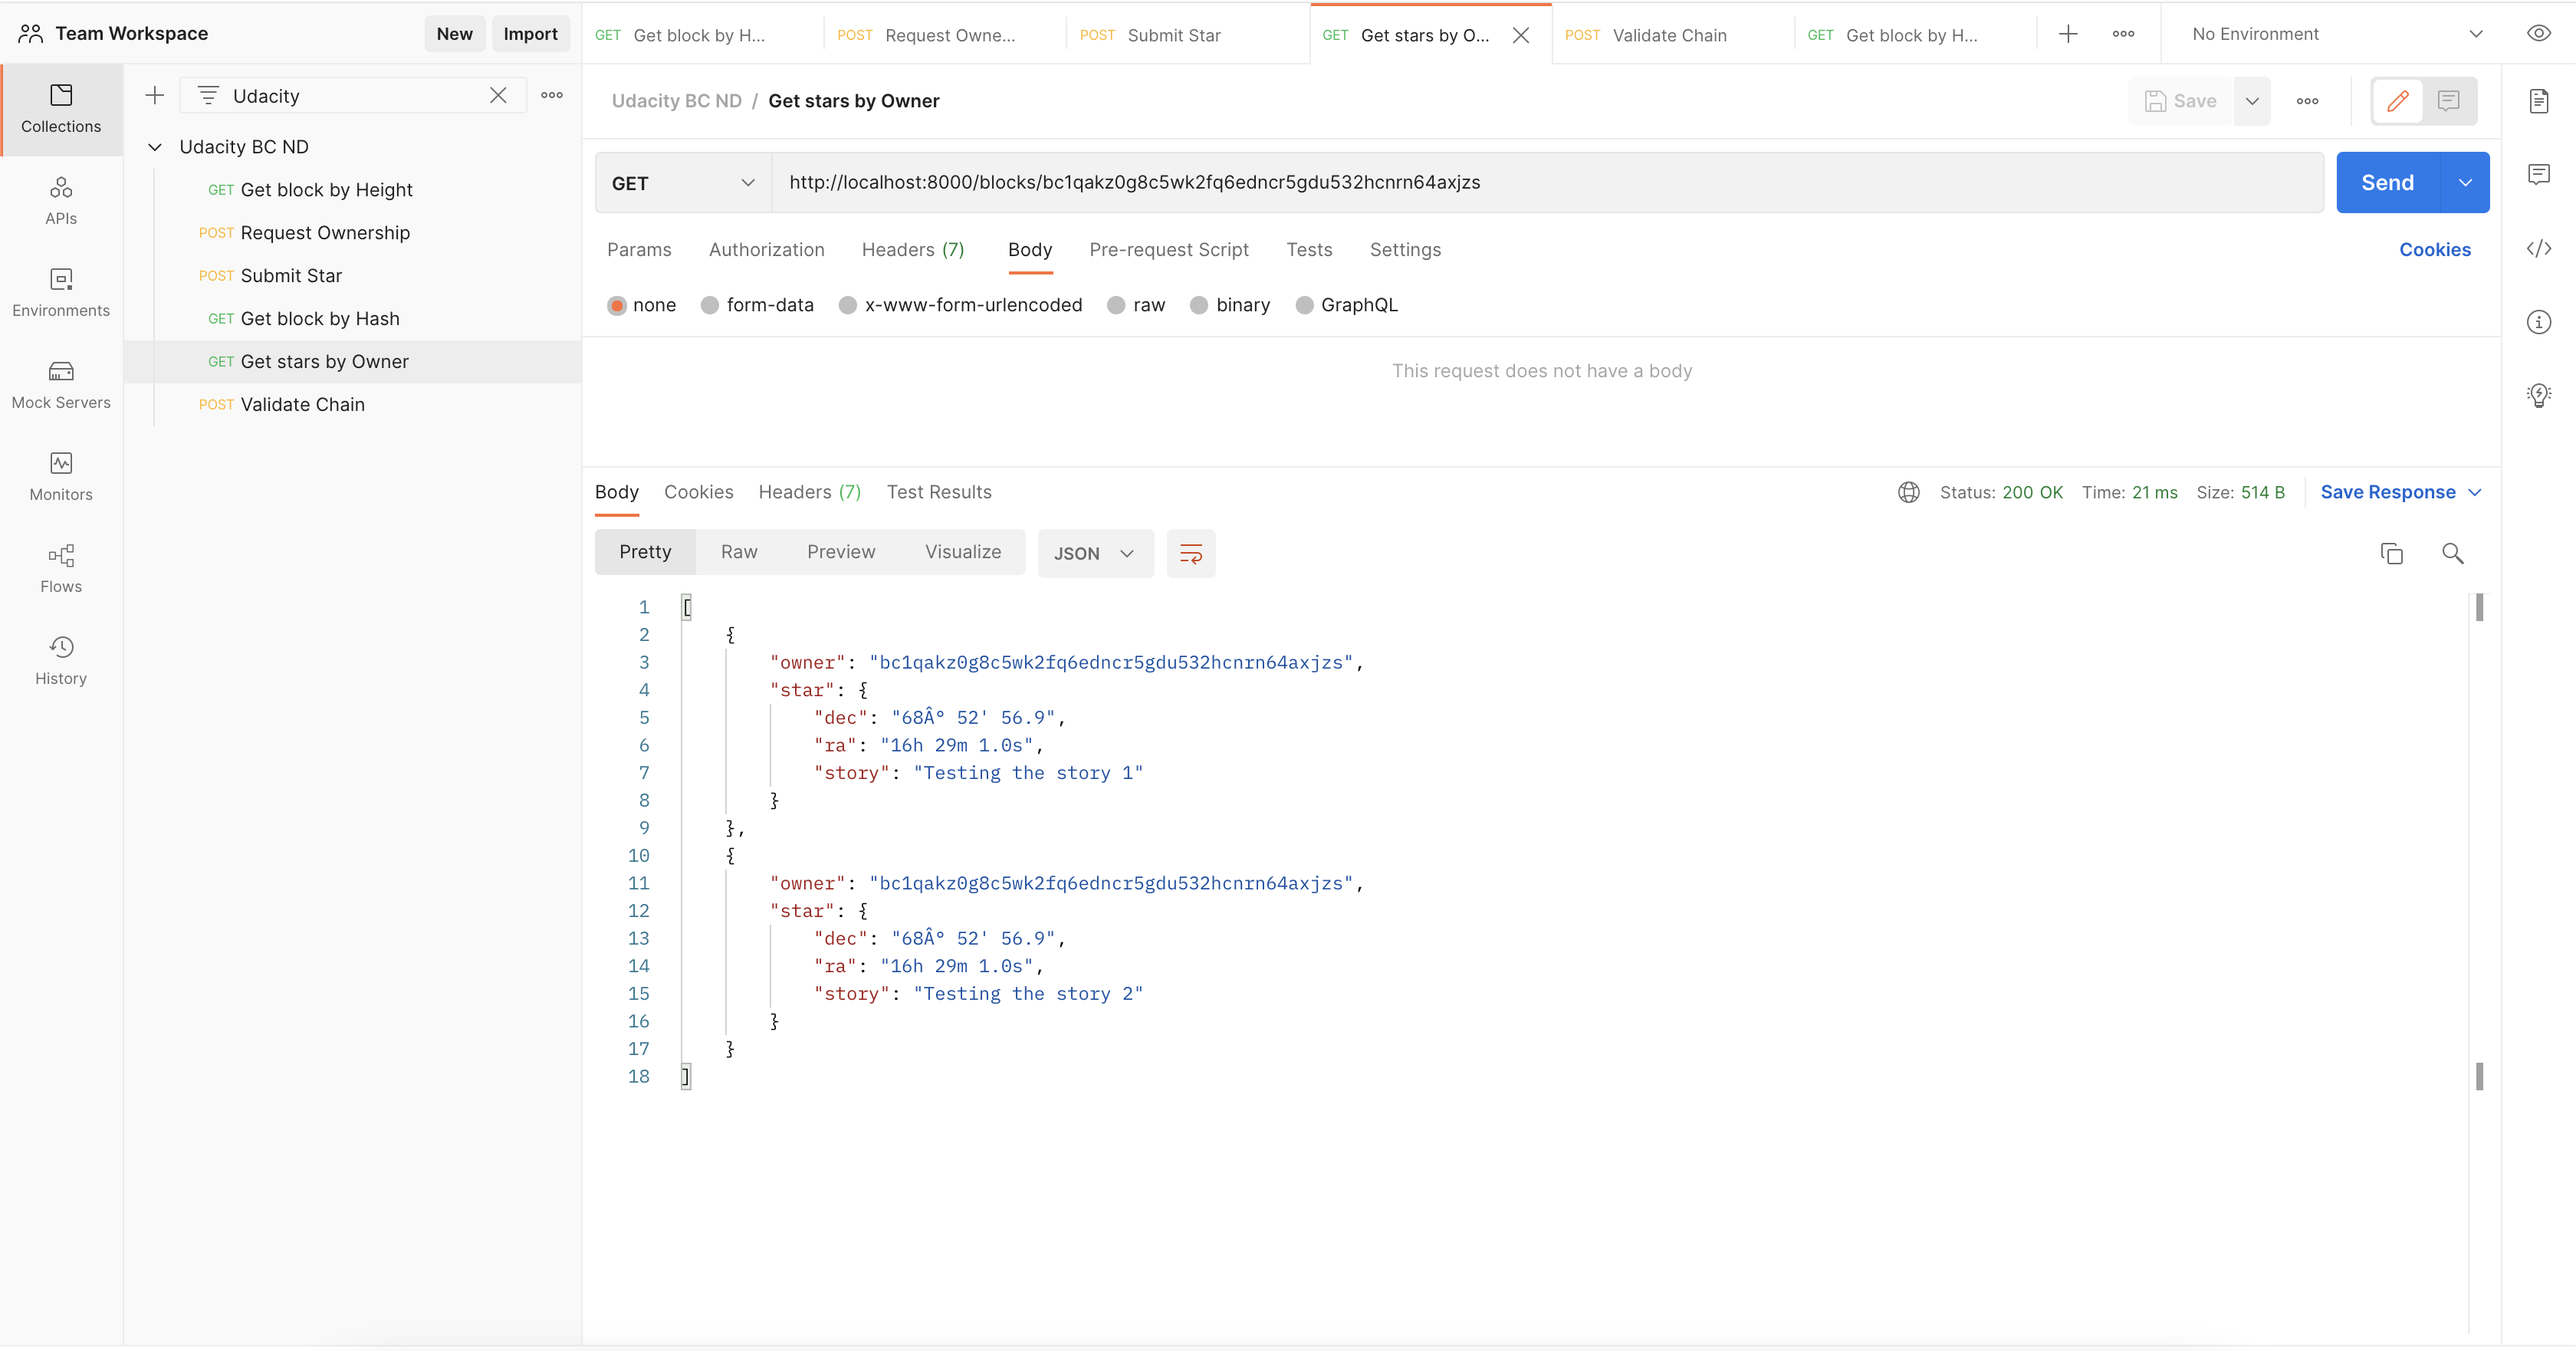 Team Workspace
New
Import
GET Get block by H...
POST Request Owne...
POST Submit Star
GET Get stars by O...
POST Validate Chain
GET Get block by H...
No Environment
Collections
APIs
Environments
Mock Servers
Monitors
Flows
History
Udacity
Udacity BC ND
GET Get block by Height
POST Request Ownership
POST Submit Star
GET Get block by Hash
GET Get stars by Owner
POST Validate Chain
Udacity BC ND / Get stars by Owner
Save
GET
http://localhost:8000/blocks/bc1qakz0g8c5wk2fq6edncr5gdu532hcnrn64axjzs
Send
Params Authorization Headers (7) Body Pre-request Script Tests Settings
Cookies
none form-data x-www-form-urlencoded raw binary GraphQL
This request does not have a body
Body Cookies Headers (7) Test Results
Status: 200 OK Time: 21 ms Size: 514 B
Save Response
Pretty Raw Preview Visualize JSON
1 [
2 {
3 "owner": "bc1qakz0g8c5wk2fq6edncr5gdu532hcnrn64axjzs",
4 "star": {
5 "dec": "68Â° 52' 56.9",
6 "ra": "16h 29m 1.0s",
7 "story": "Testing the story 1"
8 }
9 },
10 {
11 "owner": "bc1qakz0g8c5wk2fq6edncr5gdu532hcnrn64axjzs",
12 "star": {
13 "dec": "68Â° 52' 56.9",
14 "ra": "16h 29m 1.0s",
15 "story": "Testing the story 2"
16 }
17 }
18 ]